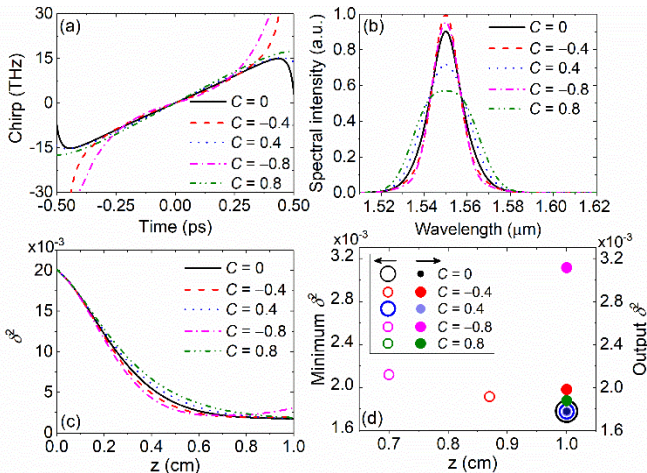 (a)
Chirp (THz)
30
15
0
-15
-30
C = 0
C = −0.4
C = 0.4
C = −0.8
C = 0.8
-0.50 -0.25 0.00 0.25 0.50
Time (ps)
(b)
Spectral intensity (a.u.)
1.0
0.8
0.6
0.4
0.2
0.0
C = 0
C = −0.4
C = 0.4
C = −0.8
C = 0.8
1.52 1.54 1.56 1.58 1.60 1.62
Wavelength (μm)
×10⁻³
δ²
20
15
10
5
0
C = 0
C = −0.4
C = 0.4
C = −0.8
C = 0.8
(c)
0.0 0.2 0.4 0.6 0.8 1.0
z (cm)
×10⁻³
×10⁻³
Minimum δ²
3.2
2.8
2.4
2.0
1.6
C = 0
C = −0.4
C = 0.4
C = −0.8
C = 0.8
(d)
3.2
2.8
2.4
2.0
1.6
Output δ²
0.7 0.8 0.9 1.0
z (cm)